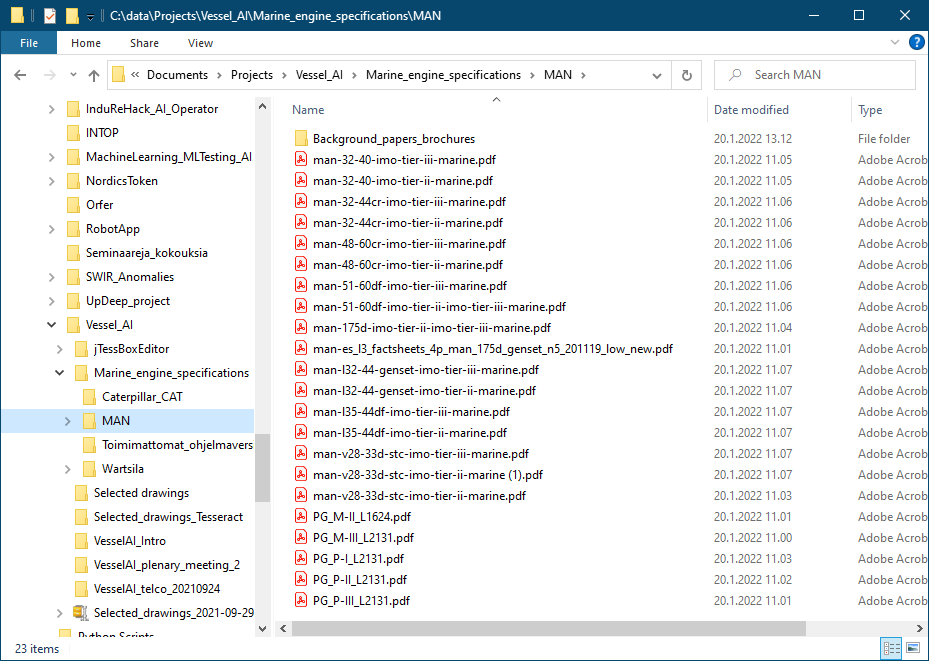 C:\data\Projects\Vessel_AI\Marine_engine_specifications\MAN
File Home Share View
« Documents > Projects > Vessel_AI > Marine_engine_specifications > MAN >
Search MAN
InduReHack_AI_Operator
INTOP
MachineLearning_MLTesting_AI
NordicsToken
Orfer
RobotApp
Seminaareja_kokouksia
SWIR_Anomalies
UpDeep_project
Vessel_AI
jTessBoxEditor
Marine_engine_specifications
Caterpillar_CAT
MAN
Toimimattomat_ohjelmavers
Wartsila
Selected drawings
Selected_drawings_Tesseract
VesselAI_Intro
VesselAI_plenary_meeting_2
VesselAI_telco_20210924
Selected_drawings_2021-09-29
Python Scripts
Name Date modified Type
Background_papers_brochures 20.1.2022 13.12 File folder
man-32-40-imo-tier-iii-marine.pdf 20.1.2022 11.05 Adobe Acrob
man-32-40-imo-tier-ii-marine.pdf 20.1.2022 11.05 Adobe Acrob
man-32-44cr-imo-tier-iii-marine.pdf 20.1.2022 11.06 Adobe Acrob
man-32-44cr-imo-tier-ii-marine.pdf 20.1.2022 11.06 Adobe Acrob
man-48-60cr-imo-tier-iii-marine.pdf 20.1.2022 11.06 Adobe Acrob
man-48-60cr-imo-tier-ii-marine.pdf 20.1.2022 11.06 Adobe Acrob
man-51-60df-imo-tier-iii-marine.pdf 20.1.2022 11.06 Adobe Acrob
man-51-60df-imo-tier-ii-imo-tier-iii-marine.pdf 20.1.2022 11.06 Adobe Acrob
man-175d-imo-tier-ii-imo-tier-iii-marine.pdf 20.1.2022 11.04 Adobe Acrob
man-es_l3_factsheets_4p_man_175d_genset_n5_201119_low_new.pdf 20.1.2022 11.01 Adobe Acrob
man-l32-44-genset-imo-tier-iii-marine.pdf 20.1.2022 11.07 Adobe Acrob
man-l32-44-genset-imo-tier-ii-marine.pdf 20.1.2022 11.07 Adobe Acrob
man-l35-44df-imo-tier-iii-marine.pdf 20.1.2022 11.07 Adobe Acrob
man-l35-44df-imo-tier-ii-marine.pdf 20.1.2022 11.07 Adobe Acrob
man-v28-33d-stc-imo-tier-iii-marine.pdf 20.1.2022 11.07 Adobe Acrob
man-v28-33d-stc-imo-tier-ii-marine (1).pdf 20.1.2022 11.07 Adobe Acrob
man-v28-33d-stc-imo-tier-ii-marine.pdf 20.1.2022 11.03 Adobe Acrob
PG_M-II_L1624.pdf 20.1.2022 11.01 Adobe Acrob
PG_M-III_L2131.pdf 20.1.2022 11.00 Adobe Acrob
PG_P-I_L2131.pdf 20.1.2022 11.03 Adobe Acrob
PG_P-II_L2131.pdf 20.1.2022 11.02 Adobe Acrob
PG_P-III_L2131.pdf 20.1.2022 11.01 Adobe Acrob
23 items